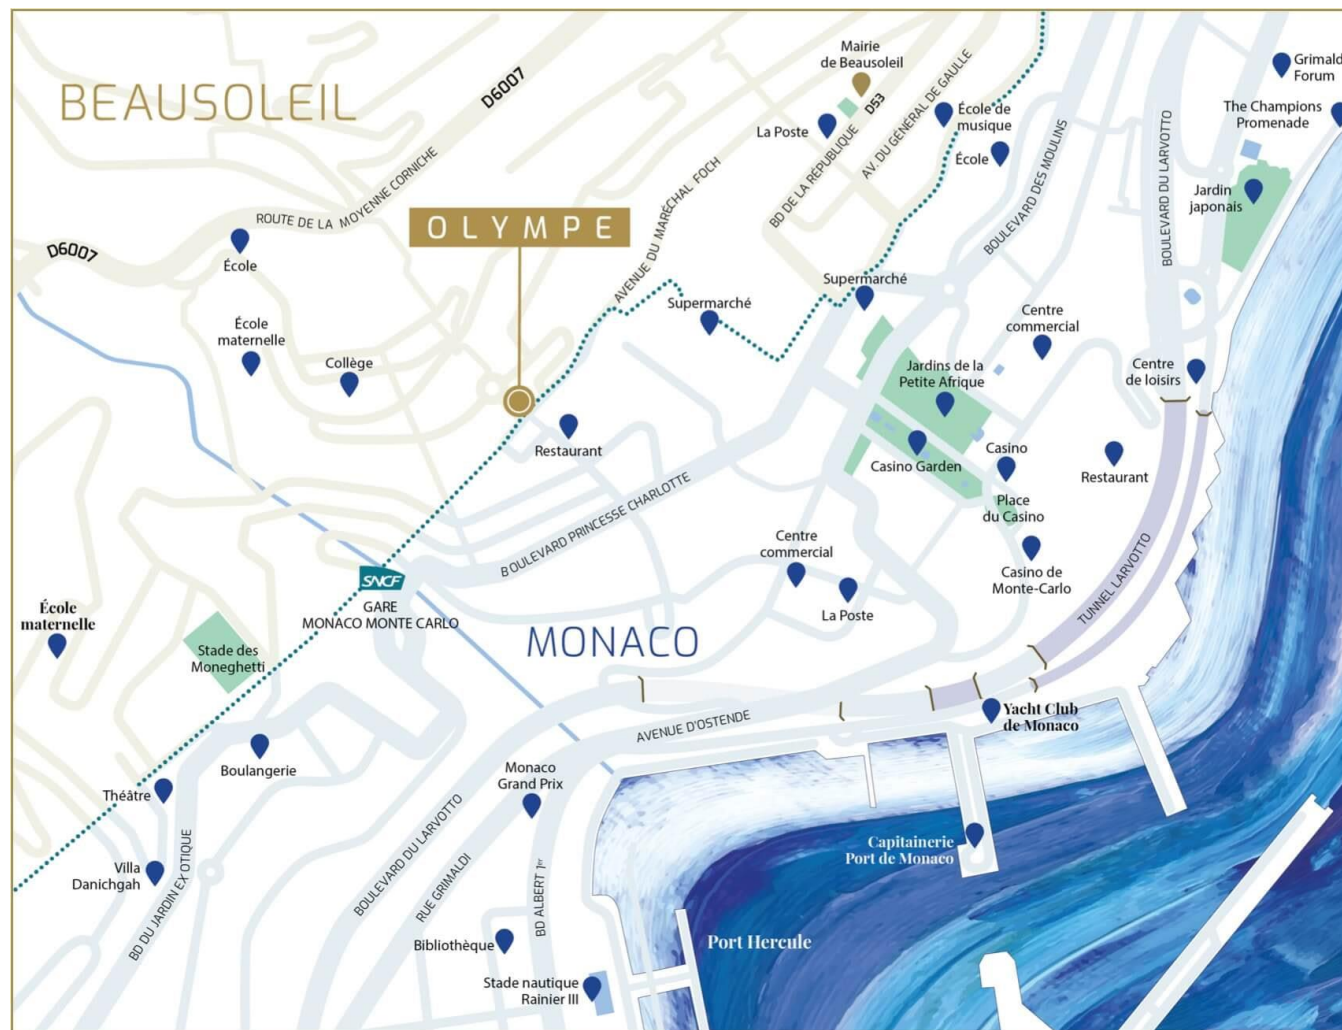 BEAUSOLEIL
D6007
Mairie
de Beausoleil
Grimald
Forum
The Champions
Promenade
La Poste
D53
École de
musique
École
BD DE LA RÉPUBLIQUE
AV. DU GÉNÉRAL DE GAULLE
BOULEVARD DES MOULINS
BOULEVARD DU LARVOTTO
Jardin
japonais
ROUTE DE LA MOYENNE CORNICHE
AVENUE DU MARÉCHAL FOCH
OLYMPE
D6007
École
Supermarché
Supermarché
École
maternelle
Collège
Centre
commercial
Jardins de la
Petite Afrique
Centre
de loisirs
Restaurant
Casino Garden
Casino
Restaurant
Place
du Casino
BOULEVARD PRINCESSE CHARLOTTE
Centre
commercial
Casino de
Monte-Carlo
TUNNEL LARVOTTO
SNCF
GARE
MONACO MONTE CARLO
La Poste
École
maternelle
MONACO
Stade des
Moneghetti
Yacht Club
de Monaco
AVENUE D'OSTENDE
Boulangerie
Monaco
Grand Prix
Théâtre
BOULEVARD DU LARVOTTO
Capitainerie
Port de Monaco
Villa
Danichgah
RUE GRIMALDI
BD ALBERT 1er
BD DU JARDIN EXOTIQUE
Bibliothèque
Port Hercule
Stade nautique
Rainier III